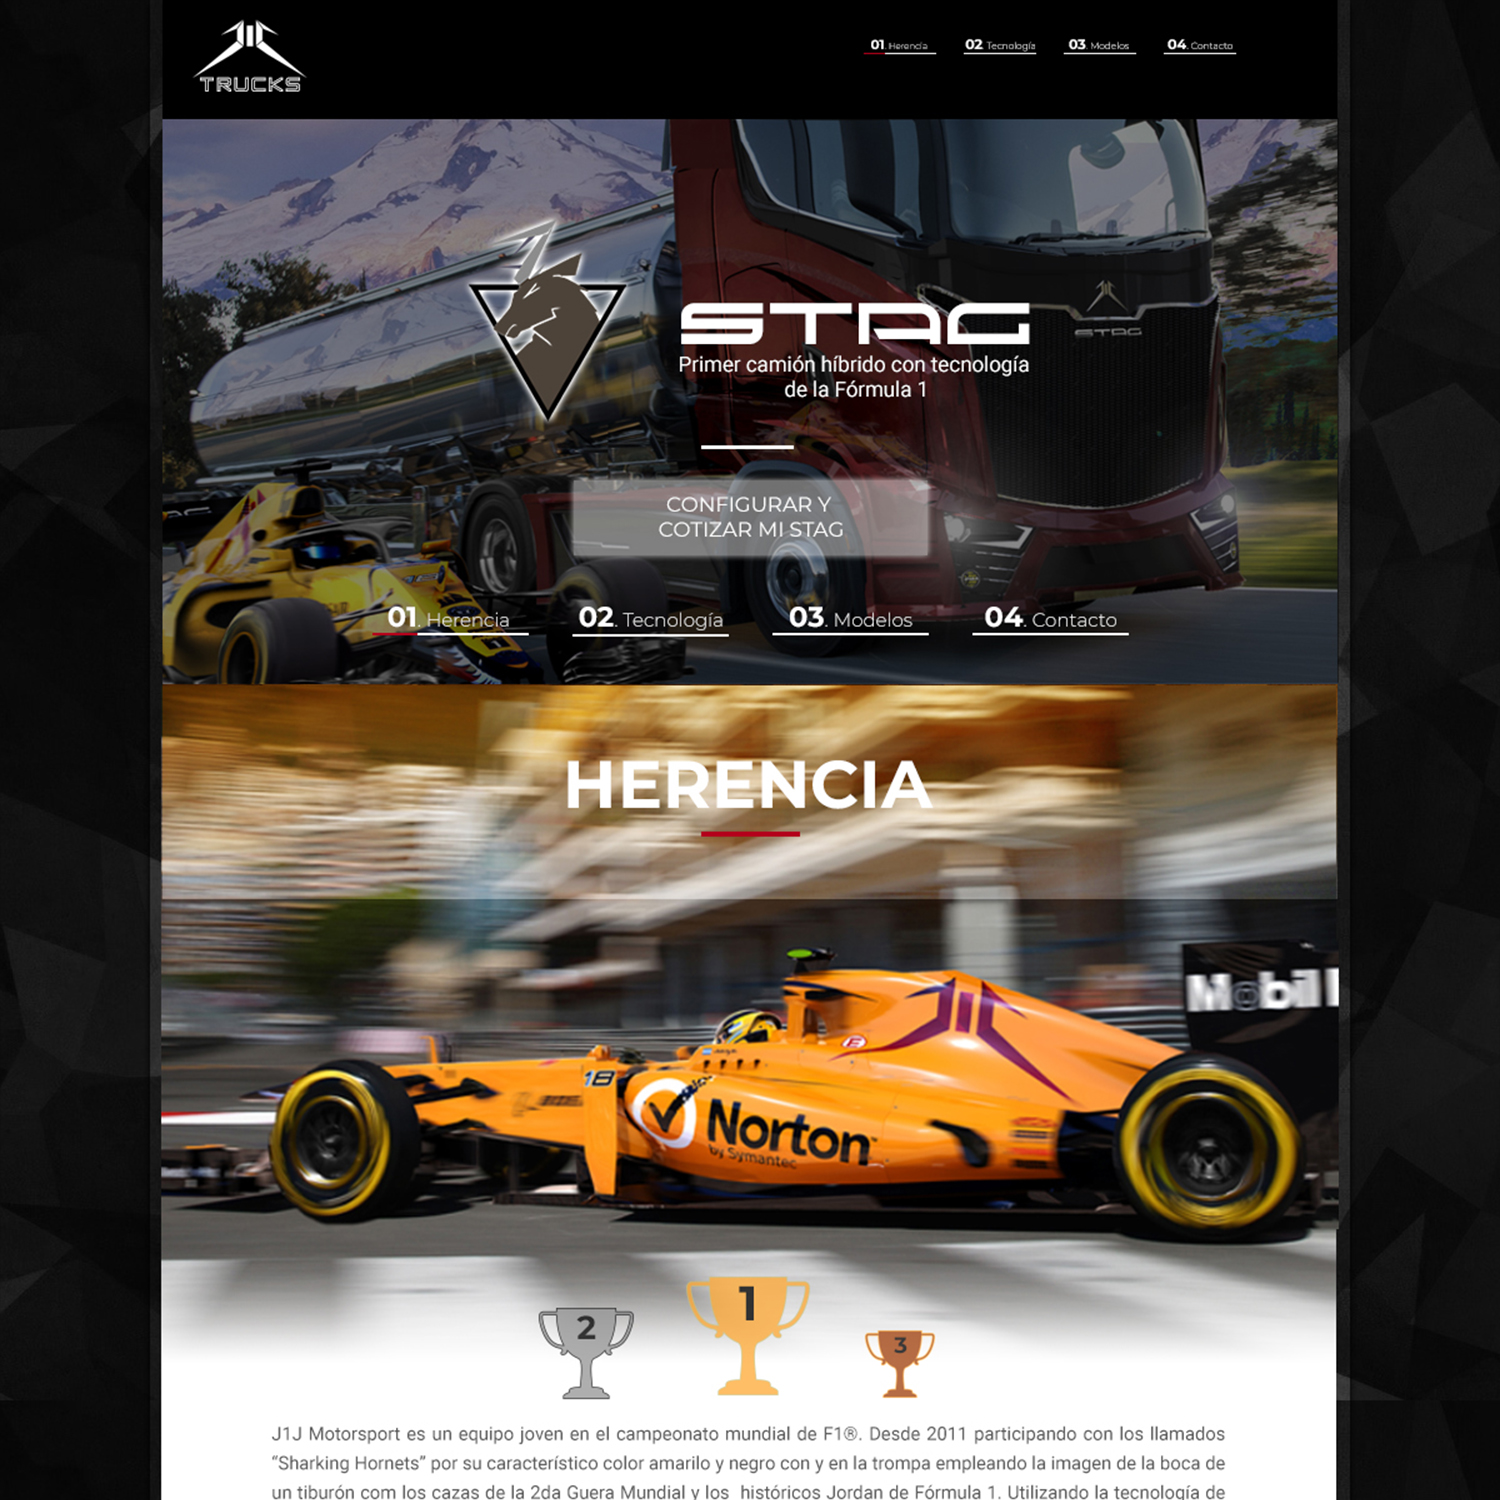 TRUCKS
01. Herencia 02. Tecnología 03. Modelos 04. Contacto
STAG
STAG
Primer camión híbrido con tecnología
de la Fórmula 1
CONFIGURAR Y
COTIZAR MI STAG
01. Herencia 02. Tecnología 03. Modelos 04. Contacto
HERENCIA
Mobil
18
Norton
by Symantec
2
1
3
J1J Motorsport es un equipo joven en el campeonato mundial de F1®. Desde 2011 participando con los llamados
“Sharking Hornets” por su característico color amarilo y negro con y en la trompa empleando la imagen de la boca de
un tiburón com los cazas de la 2da Guera Mundial y los históricos Jordan de Fórmula 1. Utilizando la tecnología de